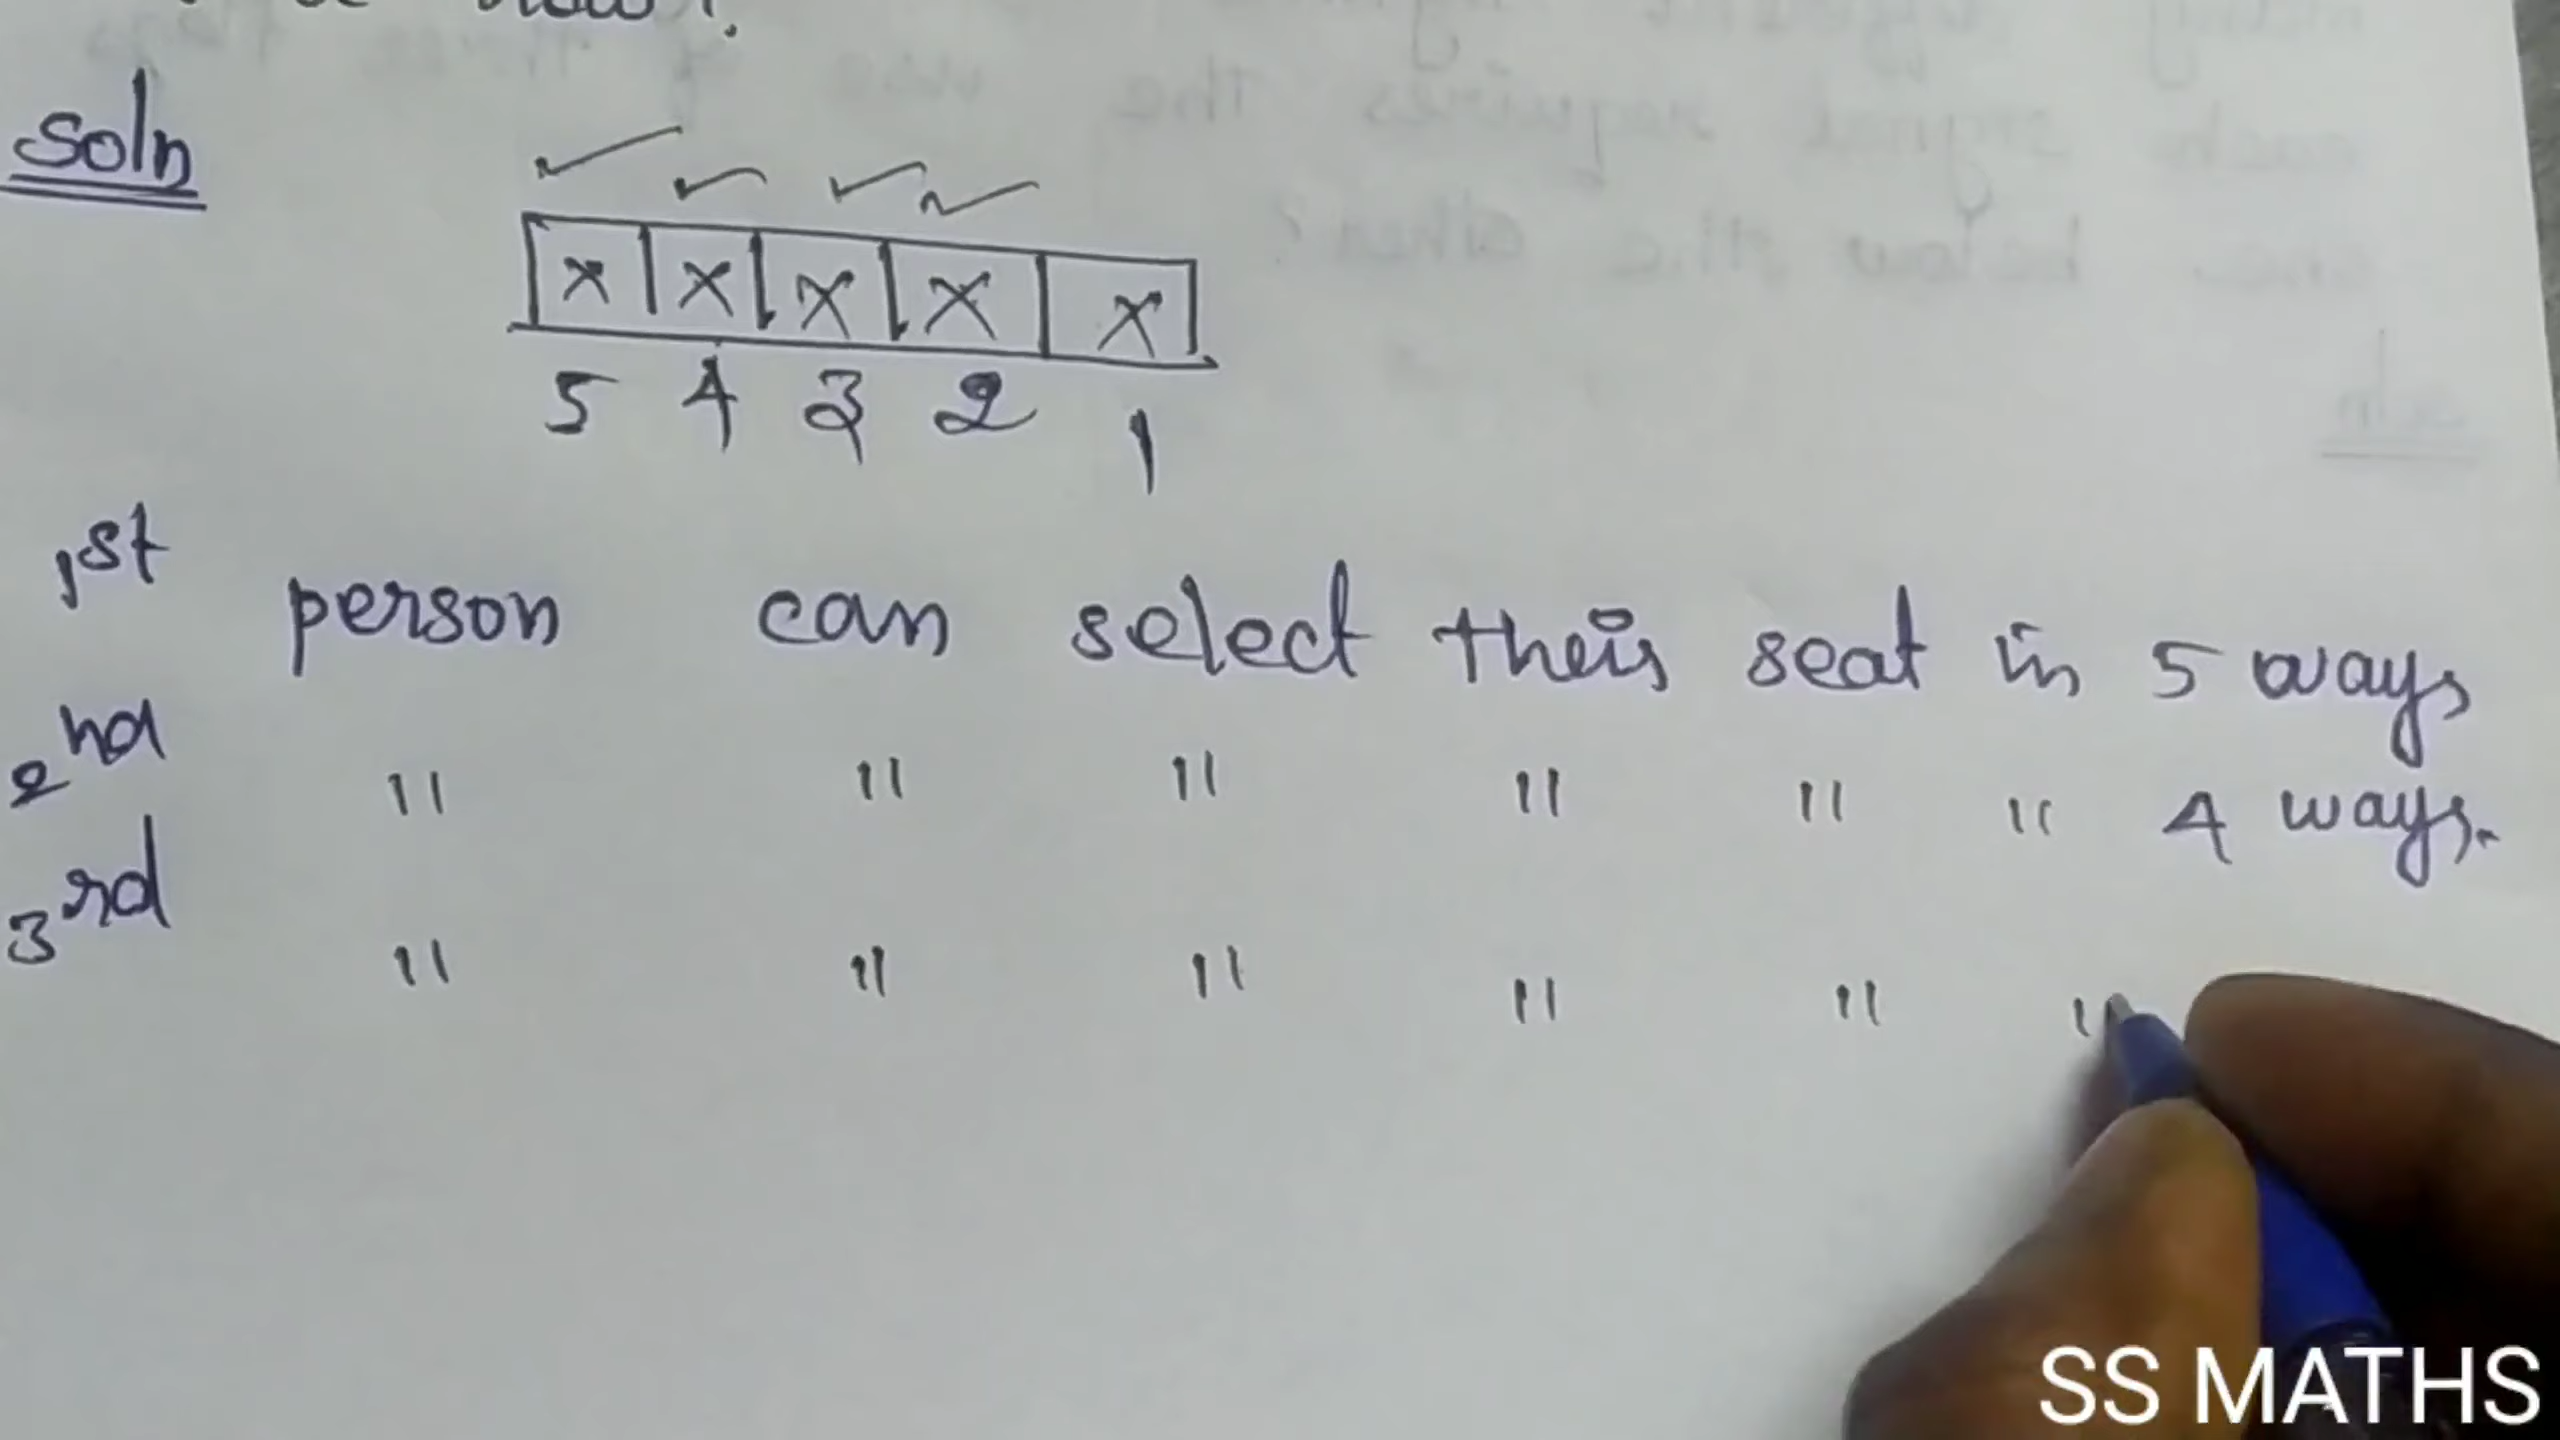 now?
Soln
x x x x x
5 4 3 2 1
1st person can select their seat in 5 ways
2nd " " " " " " 4 ways.
3rd " " " " " "
SS MATHS